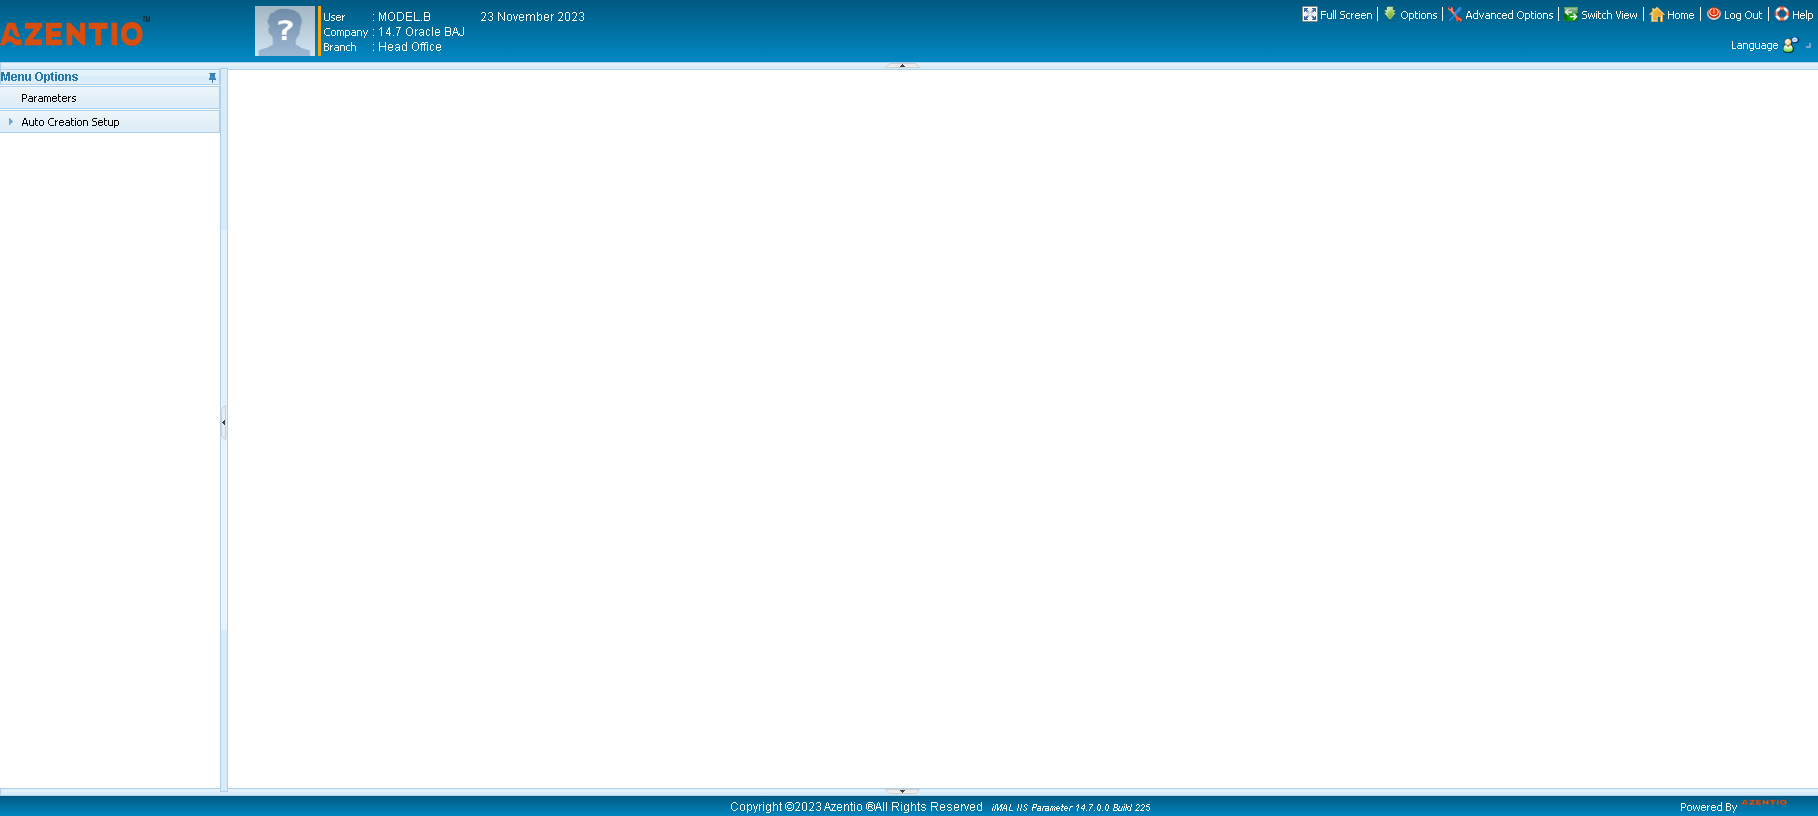 AZENTIO™
User : MODEL.B 23 November 2023
Company : 14.7 Oracle BAJ
Branch : Head Office
Full Screen Options Advanced Options Switch View Home Log Out Help
Language
Menu Options
Parameters
Auto Creation Setup
Copyright ©2023 Azentio ®All Rights Reserved iMAL IIS Parameter 14.7.0.0 Build 225
Powered By AZENTIO